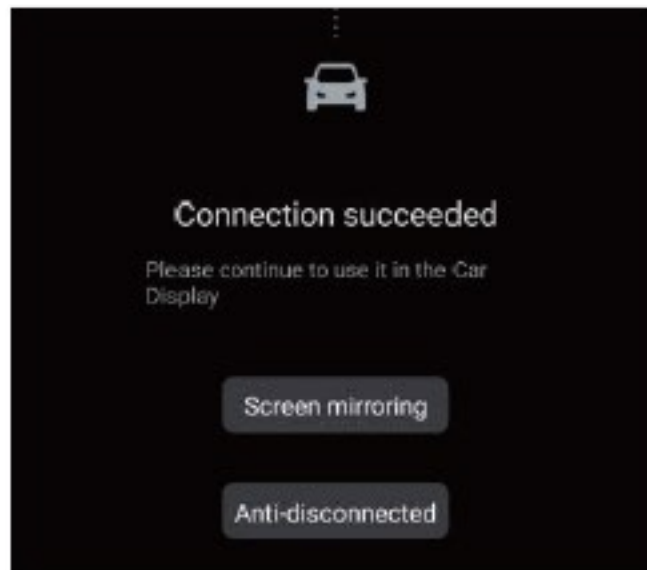 Connection succeeded
Please continue to use it in the Car
Display
Screen mirroring
Anti-disconnected